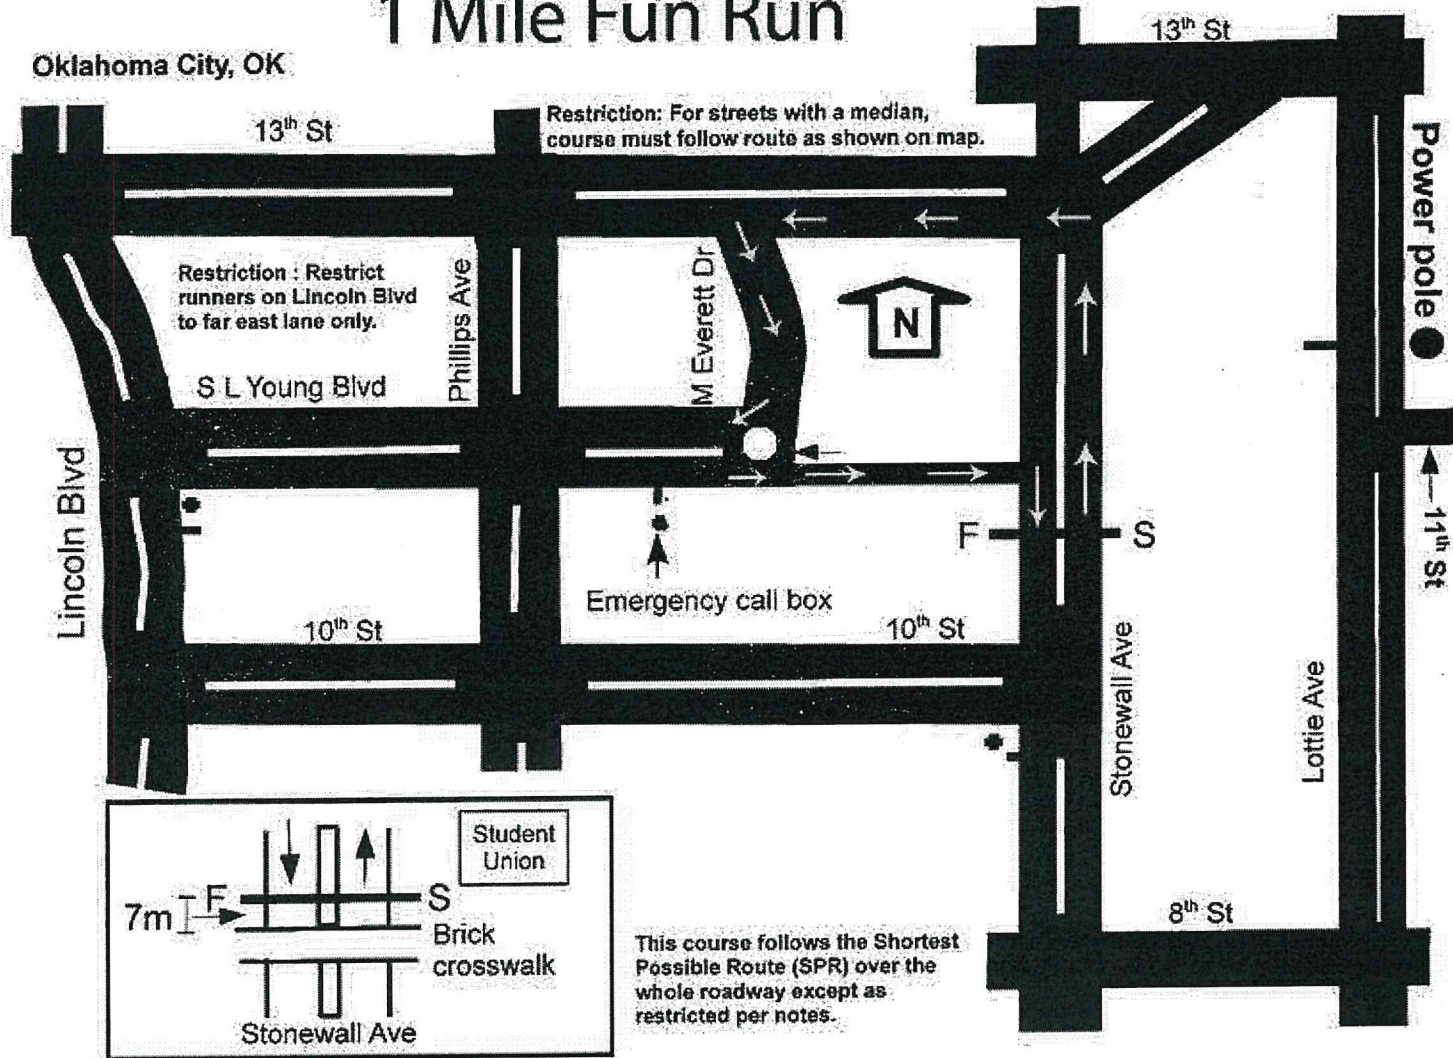 1 Mile Fun Run
Oklahoma City, OK
13th St
13th St
Restriction: For streets with a median,
course must follow route as shown on map.
Restriction : Restrict
runners on Lincoln Blvd
to far east lane only.
Phillips Ave
M Everett Dr
N
Power pole
S L Young Blvd
Lincoln Blvd
F
S
11th St
Emergency call box
10th St
10th St
Stonewall Ave
Lottie Ave
Student
Union
F
S
7m
Brick
crosswalk
Stonewall Ave
8th St
This course follows the Shortest
Possible Route (SPR) over the
whole roadway except as
restricted per notes.